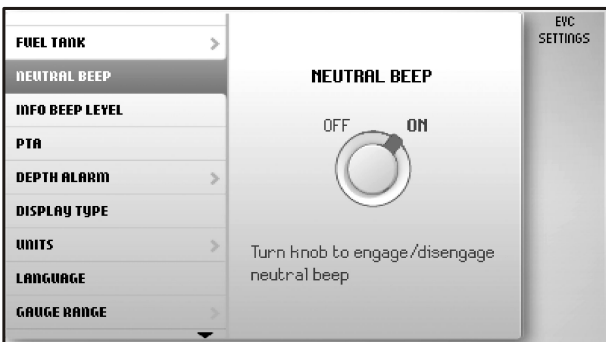 EVC
SETTINGS
FUEL TANK
NEUTRAL BEEP
INFO BEEP LEVEL
PTA
DEPTH ALARM
DISPLAY TYPE
UNITS
LANGUAGE
GAUGE RANGE
NEUTRAL BEEP
OFF ON
Turn knob to engage/disengage
neutral beep